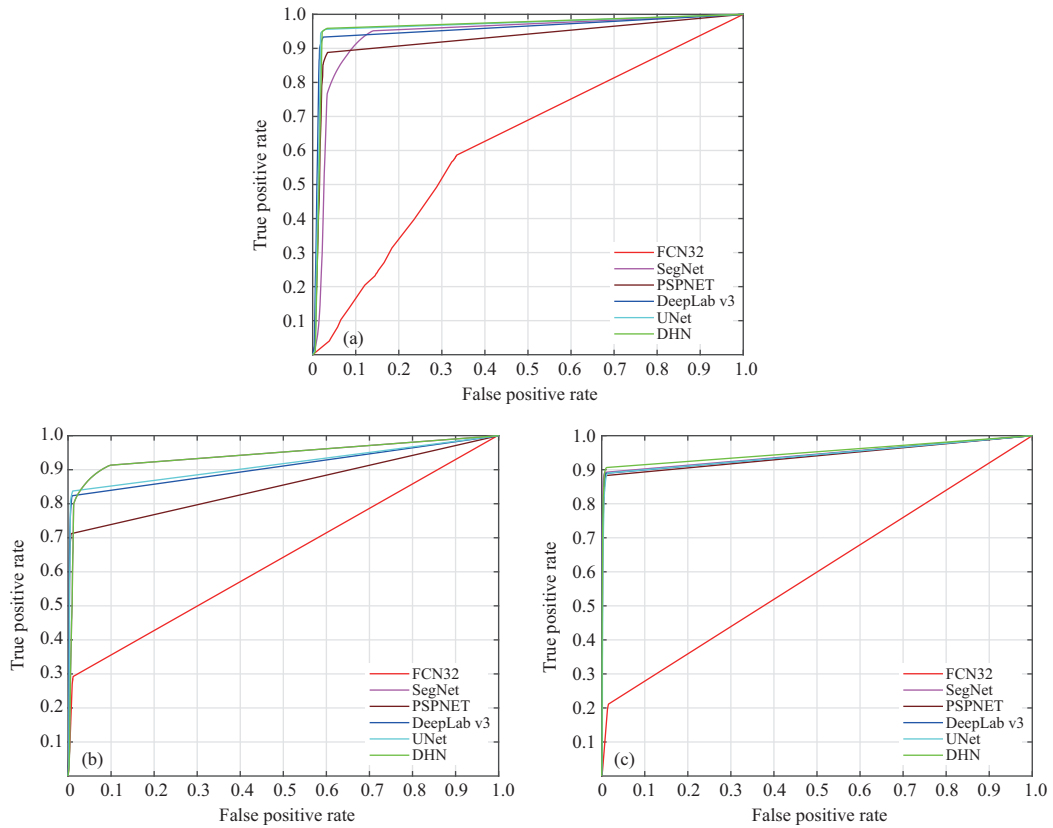 1.0
0.9
0.8
0.7
0.6
0.5
0.4
0.3
0.2
0.1
True positive rate
FCN32
SegNet
PSPNET
DeepLab v3
UNet
DHN
(a)
0 0.1 0.2 0.3 0.4 0.5 0.6 0.7 0.8 0.9 1.0
False positive rate
1.0
0.9
0.8
0.7
0.6
0.5
0.4
0.3
0.2
0.1
True positive rate
FCN32
SegNet
PSPNET
DeepLab v3
UNet
DHN
(b)
0 0.1 0.2 0.3 0.4 0.5 0.6 0.7 0.8 0.9 1.0
False positive rate
1.0
0.9
0.8
0.7
0.6
0.5
0.4
0.3
0.2
0.1
True positive rate
FCN32
SegNet
PSPNET
DeepLab v3
UNet
DHN
(c)
0 0.1 0.2 0.3 0.4 0.5 0.6 0.7 0.8 0.9 1.0
False positive rate